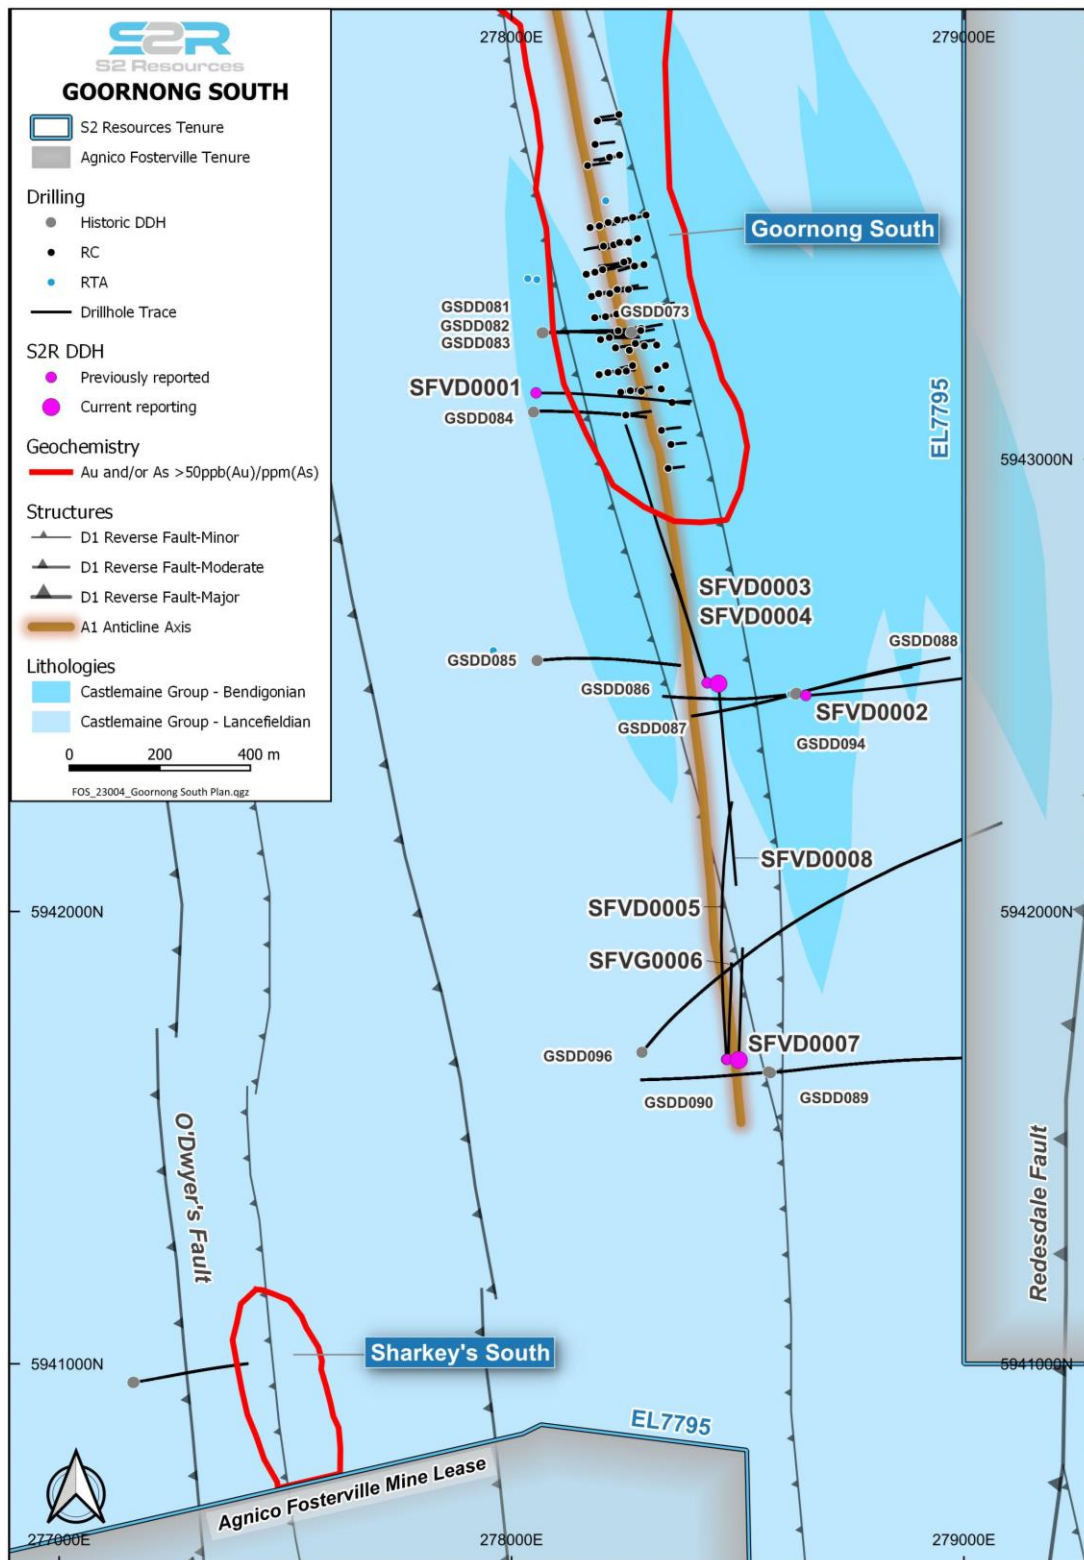 S2R
S2 Resources
GOORNONG SOUTH
S2 Resources Tenure
Agnico Fosterville Tenure
Drilling
Historic DDH
RC
RTA
Drillhole Trace
S2R DDH
Previously reported
Current reporting
Geochemistry
Au and/or As >50ppb(Au)/ppm(As)
Structures
D1 Reverse Fault-Minor
D1 Reverse Fault-Moderate
D1 Reverse Fault-Major
A1 Anticline Axis
Lithologies
Castlemaine Group - Bendigonian
Castlemaine Group - Lancefieldian
0 200 400 m
FOS_23004_Goornong South Plan.qgz
278000E
279000E
Goornong South
GSDD081
GSDD082
GSDD083
GSDD073
SFVD0001
GSDD084
EL7795
5943000N
SFVD0003
SFVD0004
GSDD088
GSDD085
GSDD086
SFVD0002
GSDD087
GSDD094
SFVD0008
SFVD0005
5942000N
5942000N
SFVG0006
SFVD0007
GSDD096
GSDD090
GSDD089
O'Dwyer's Fault
Redesdale Fault
Sharkey's South
5941000N
5941000N
EL7795
Agnico Fosterville Mine Lease
277000E
278000E
279000E